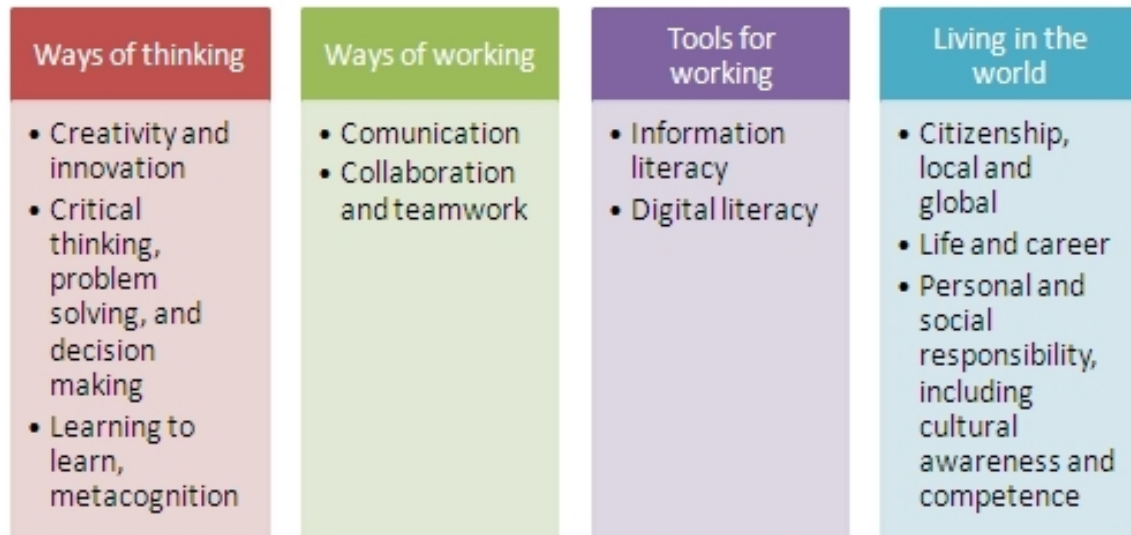 Ways of thinking
• Creativity and
innovation
• Critical
thinking,
problem
solving, and
decision
making
• Learning to
learn,
metacognition
Ways of working
• Comunication
• Collaboration
and teamwork
Tools for
working
• Information
literacy
• Digital literacy
Living in the
world
• Citizenship,
local and
global
• Life and career
• Personal and
social
responsibility,
including
cultural
awareness and
competence